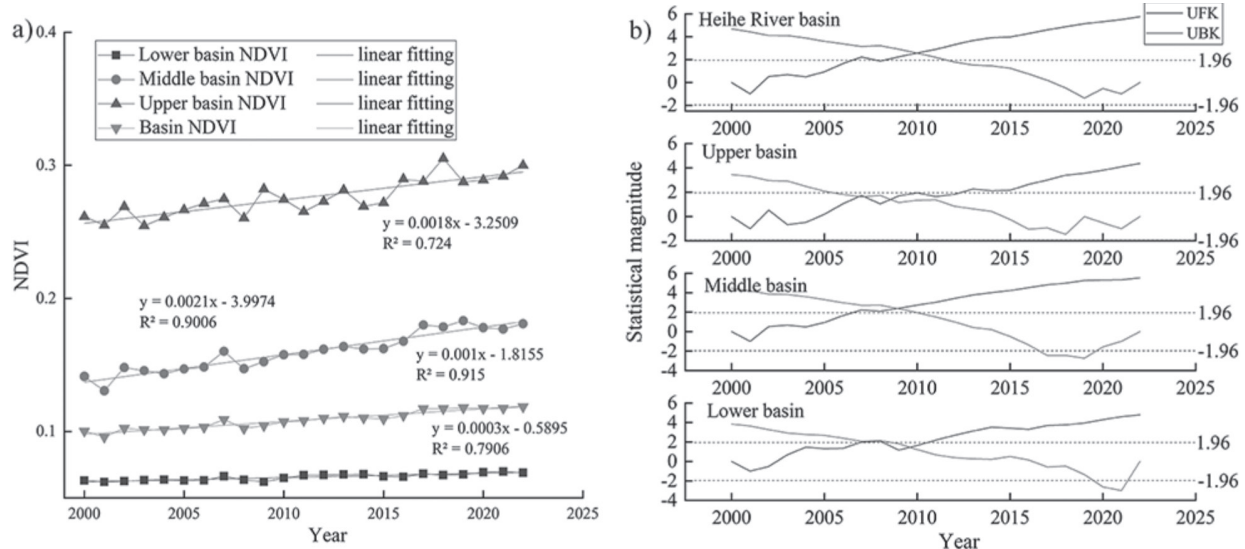 a)
0.4
0.3
0.2
0.1
NDVI
Lower basin NDVI linear fitting
Middle basin NDVI linear fitting
Upper basin NDVI linear fitting
Basin NDVI linear fitting
y = 0.0018x - 3.2509
R² = 0.724
y = 0.0021x - 3.9974
R² = 0.9006
y = 0.001x - 1.8155
R² = 0.915
y = 0.0003x - 0.5895
R² = 0.7906
2000 2005 2010 2015 2020 2025
Year
b)
Statistical magnitude
UFK
UBK
Heihe River basin
6
4
2
0
-2
1.96
-1.96
2000 2005 2010 2015 2020 2025
Upper basin
6
4
2
0
-2
1.96
-1.96
2000 2005 2010 2015 2020 2025
Middle basin
6
4
2
0
-2
-4
1.96
-1.96
2000 2005 2010 2015 2020 2025
Lower basin
6
4
2
0
-2
-4
1.96
-1.96
2000 2005 2010 2015 2020 2025
Year